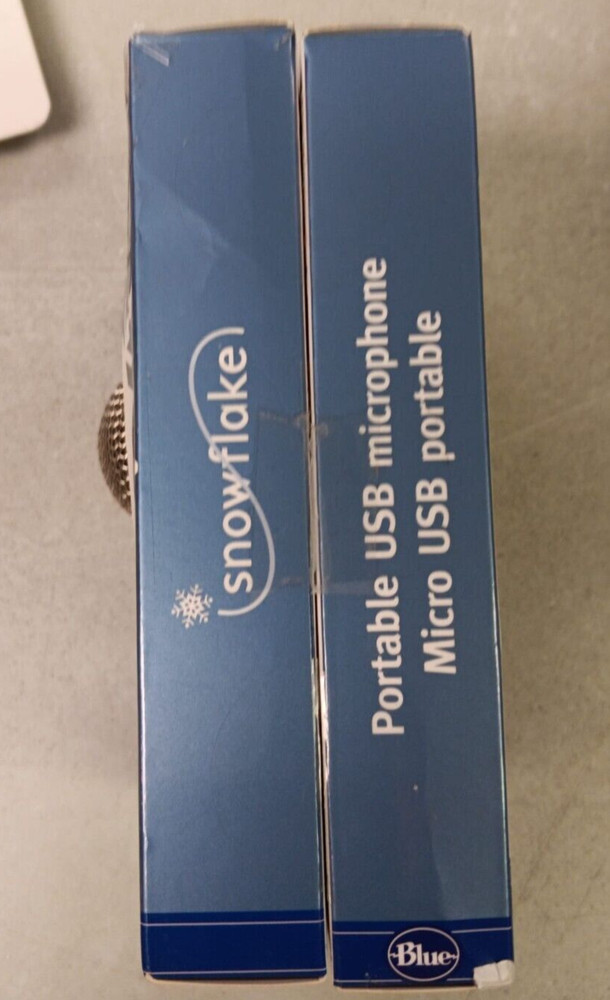 snowflake
Portable USB microphone
Micro USB portable
Blue